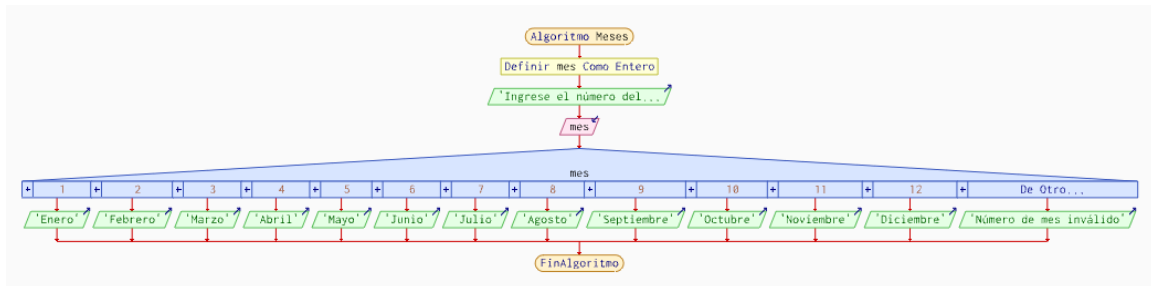 Algoritmo Meses
Definir mes Como Entero
'Ingrese el número del...
mes
mes
1 2 3 4 5 6 7 8 9 10 11 12 De Otro...
'Enero' 'Febrero' 'Marzo' 'Abril' 'Mayo' 'Junio' 'Julio' 'Agosto' 'Septiembre' 'Octubre' 'Noviembre' 'Diciembre' 'Número de mes inválido'
FinAlgoritmo